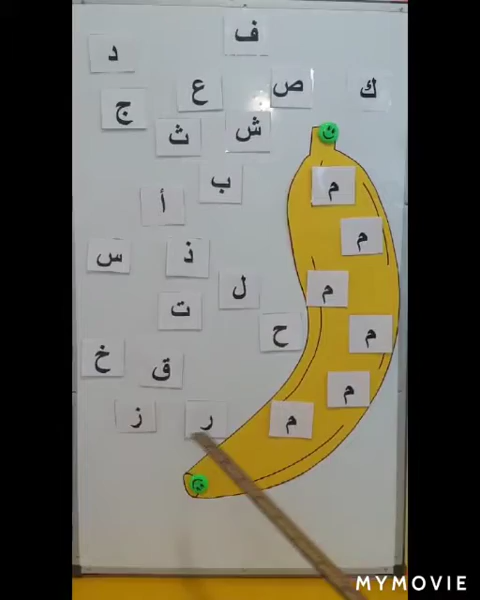 ف
د
ك
ص
ع
ج
ش
ث
م
ب
أ
م
ذ
س
م
ل
ت
م
ح
خ
ق
م
م
ر
ز
MYMOVIE